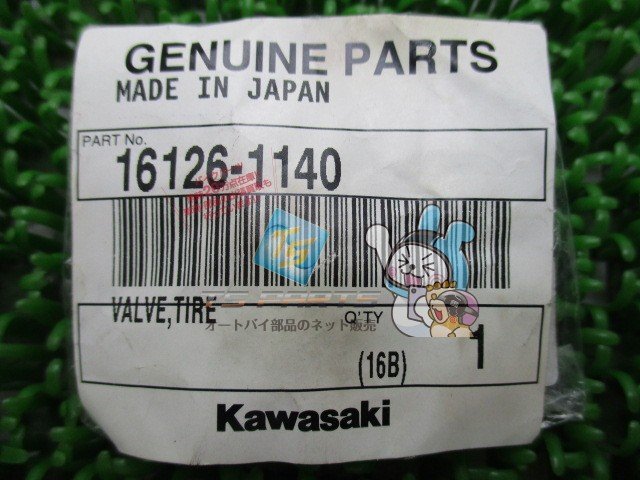 GENUINE PARTS
MADE IN JAPAN
PART No.
16126-1140
VALVE,TIRE
Q'TY
オートバイ部品のネット販売
(16B)
1
Kawasaki